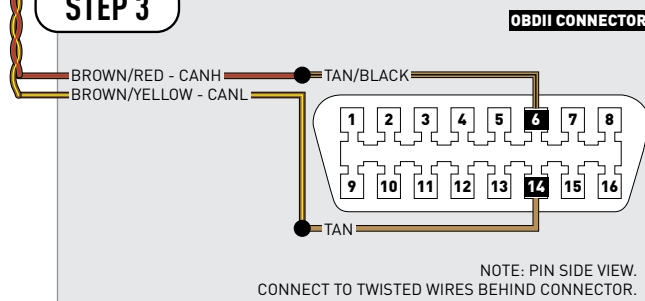 STEP 3
OBDII CONNECTOR
BROWN/RED - CANH
TAN/BLACK
BROWN/YELLOW - CANL
1 2 3 4 5 6 7 8
9 10 11 12 13 14 15 16
TAN
NOTE: PIN SIDE VIEW.
CONNECT TO TWISTED WIRES BEHIND CONNECTOR.